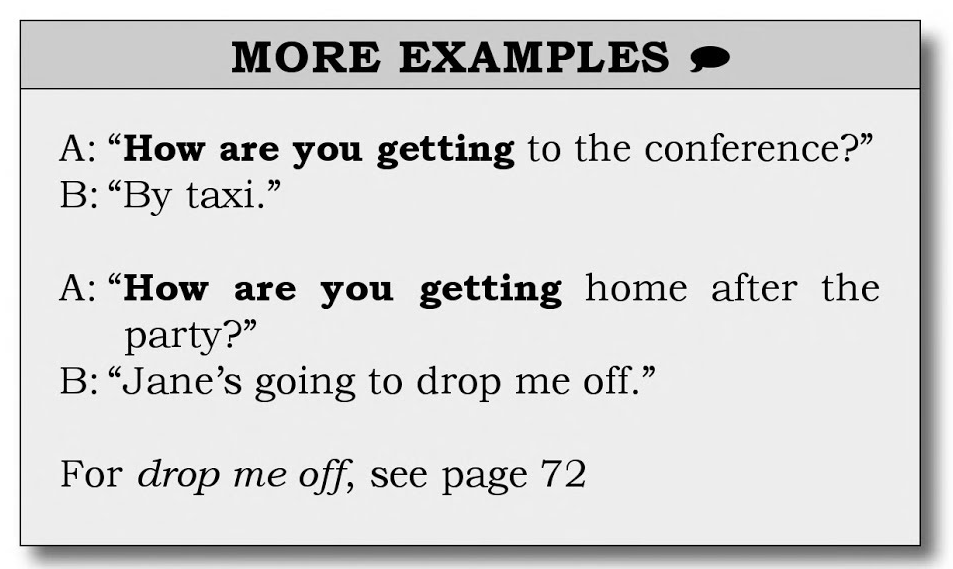 MORE EXAMPLES
A: “How are you getting to the conference?”
B: “By taxi.”
A: “How are you getting home after the
party?”
B: “Jane’s going to drop me off.”
For drop me off, see page 72